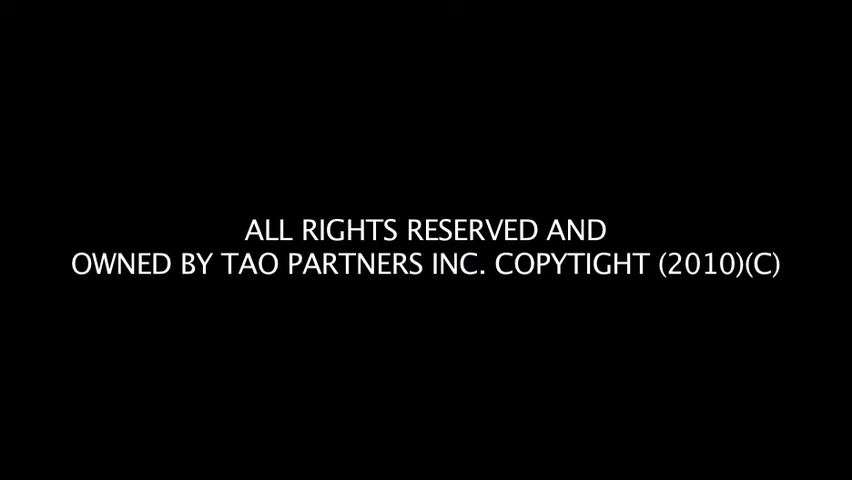 ALL RIGHTS RESERVED AND
OWNED BY TAO PARTNERS INC. COPYTIGHT (2010)(C)